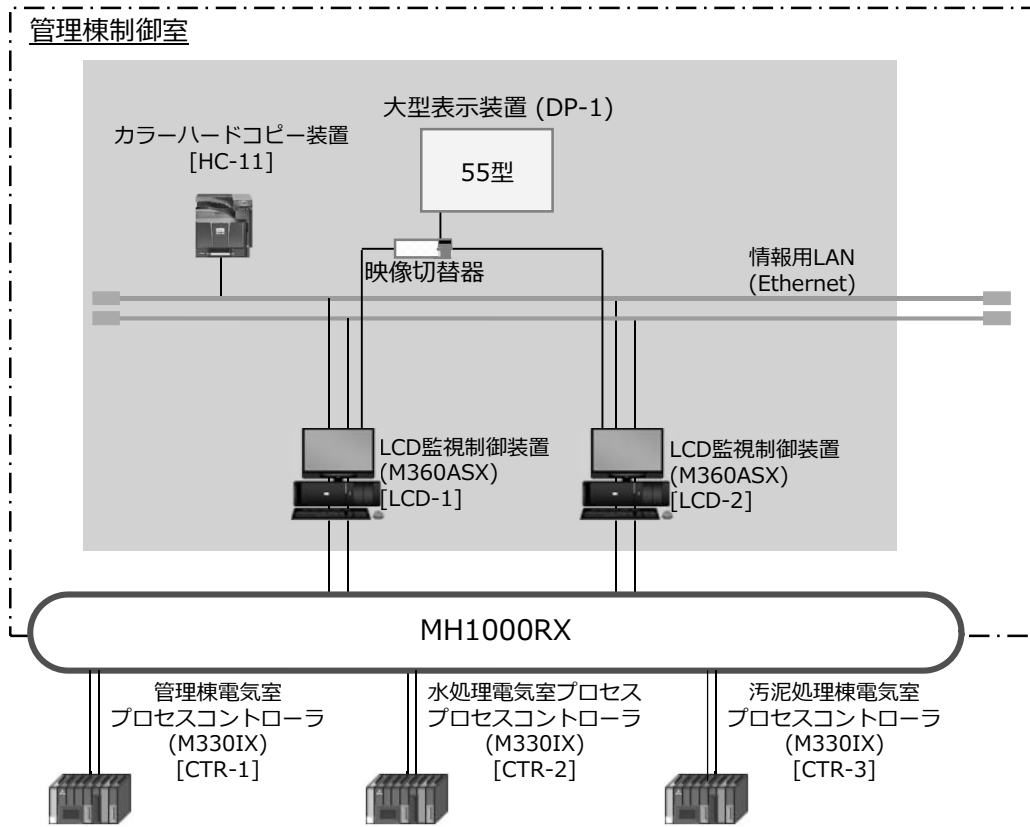 管理棟制御室
大型表示装置 (DP-1)
カラーハードコピー装置
[HC-11]
55型
映像切替器
情報用LAN
(Ethernet)
LCD監視制御装置
(M360ASX)
[LCD-1]
LCD監視制御装置
(M360ASX)
[LCD-2]
MH1000RX
管理棟電気室
プロセスコントローラ
(M330IX)
[CTR-1]
水処理電気室プロセス
プロセスコントローラ
(M330IX)
[CTR-2]
汚泥処理棟電気室
プロセスコントローラ
(M330IX)
[CTR-3]